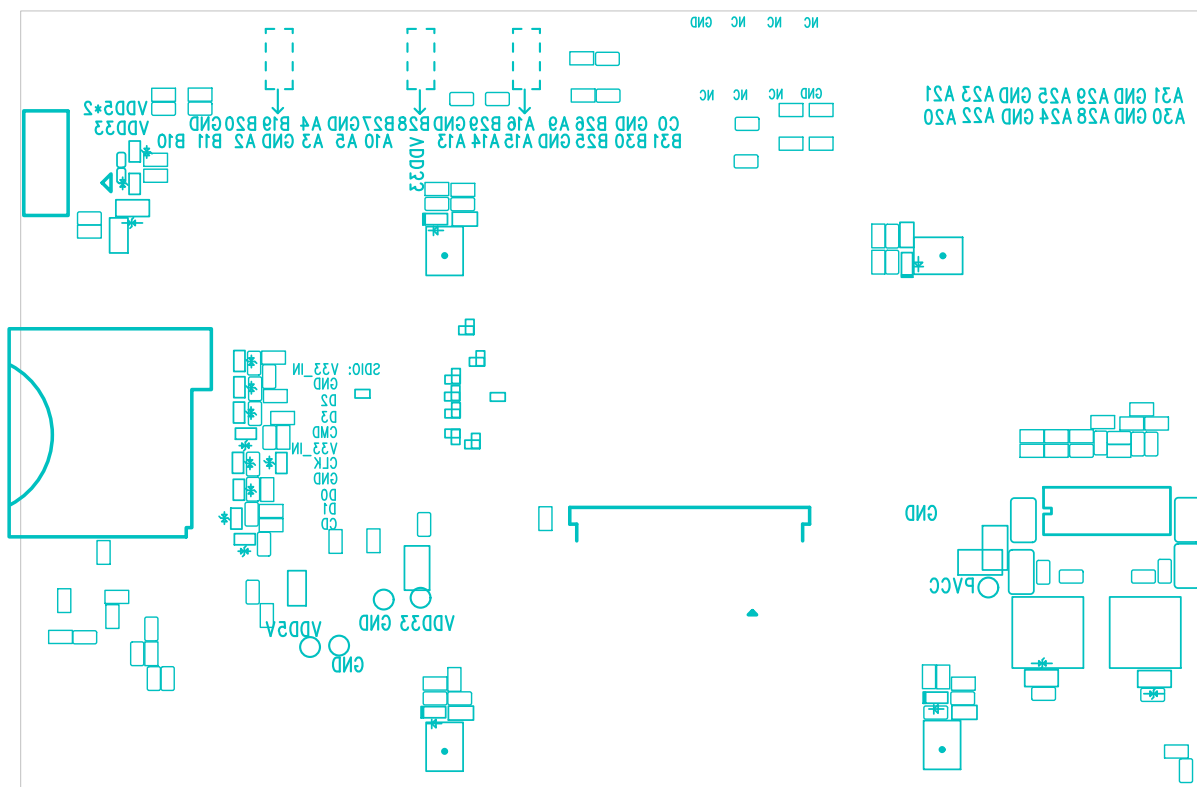 NC NC NC GND
GND NC NC NC
A31 GND A29 A25 GND A23 A21
A30 GND A28 A24 GND A22 A20
VDD5*2
VDD33
C0 GND B26 A9 A16 B29 GND B28 B27 GND A4 B19 B20 GND
B31 B30 B25 GND A15 A14 A13 A10 A5 A3 GND A2 B11 B10
VDD33
SDIO: V33_IN
GND
D2
D3
CMD
V33_IN
CLK
GND
D0
D1
CD
GND
PVCC
VDD33 GND
VDD5V
GND